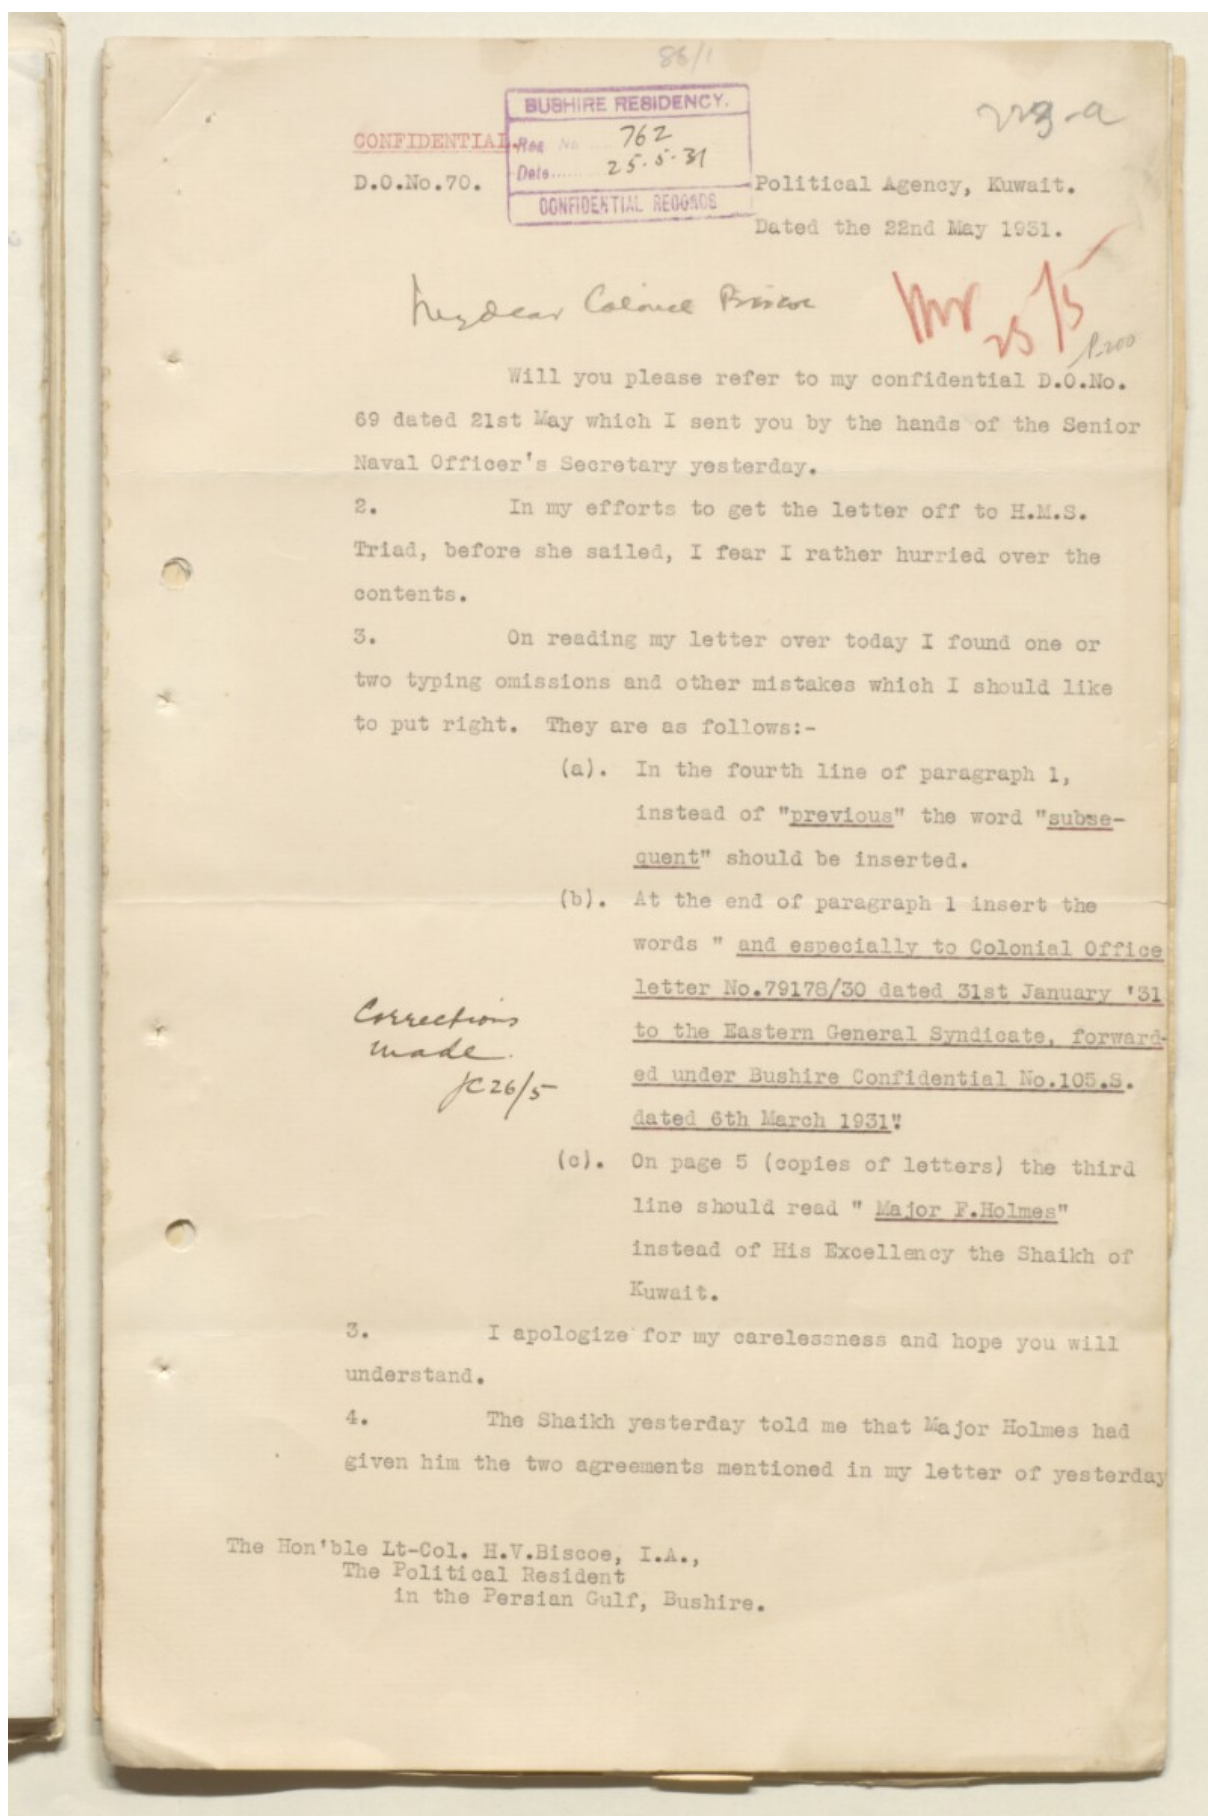 86/1
BUSHIRE RESIDENCY.
223-a
CONFIDENTIAL.
Reg No ..... 762
Date...... 25.5.31
CONFIDENTIAL RECORDS
D.O.No.70.
Political Agency, Kuwait.
Dated the 22nd May 1931.
My dear Colonel Biscoe
25/5
P. 200
Will you please refer to my confidential D.O.No.
69 dated 21st May which I sent you by the hands of the Senior
Naval Officer's Secretary yesterday.
2. In my efforts to get the letter off to H.M.S.
Triad, before she sailed, I fear I rather hurried over the
contents.
3. On reading my letter over today I found one or
two typing omissions and other mistakes which I should like
to put right. They are as follows:-
(a). In the fourth line of paragraph 1,
instead of "previous" the word "subse-
quent" should be inserted.
(b). At the end of paragraph 1 insert the
words " and especially to Colonial Office
letter No.79178/30 dated 31st January '31
to the Eastern General Syndicate, forward-
ed under Bushire Confidential No.105.S.
dated 6th March 1931".
Corrections
made.
JC 26/5
(c). On page 5 (copies of letters) the third
line should read " Major F.Holmes"
instead of His Excellency the Shaikh of
Kuwait.
3. I apologize for my carelessness and hope you will
understand.
4. The Shaikh yesterday told me that Major Holmes had
given him the two agreements mentioned in my letter of yesterday
The Hon'ble Lt-Col. H.V.Biscoe, I.A.,
The Political Resident
in the Persian Gulf, Bushire.